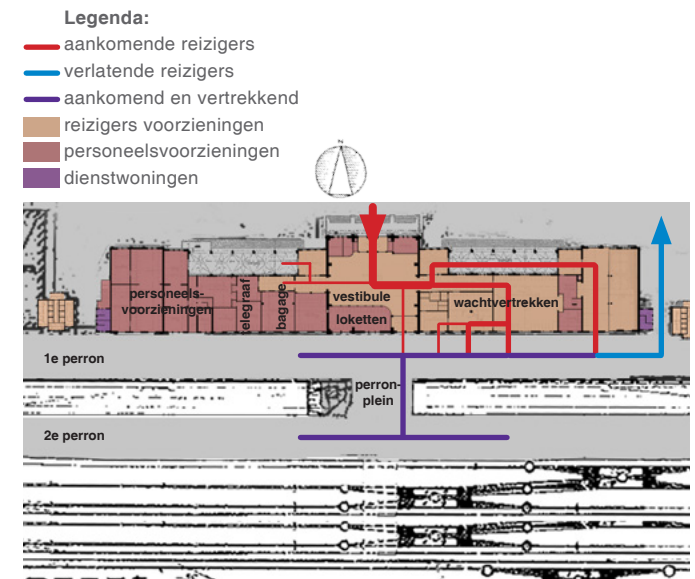 Legenda:
aankomende reizigers
verlatende reizigers
aankomend en vertrekkend
reizigers voorzieningen
personeelsvoorzieningen
dienstwoningen
personeels-
voorzieningen
telegraaf
bagage
vestibule
loketten
wachtvertrekken
1e perron
perron-
plein
2e perron